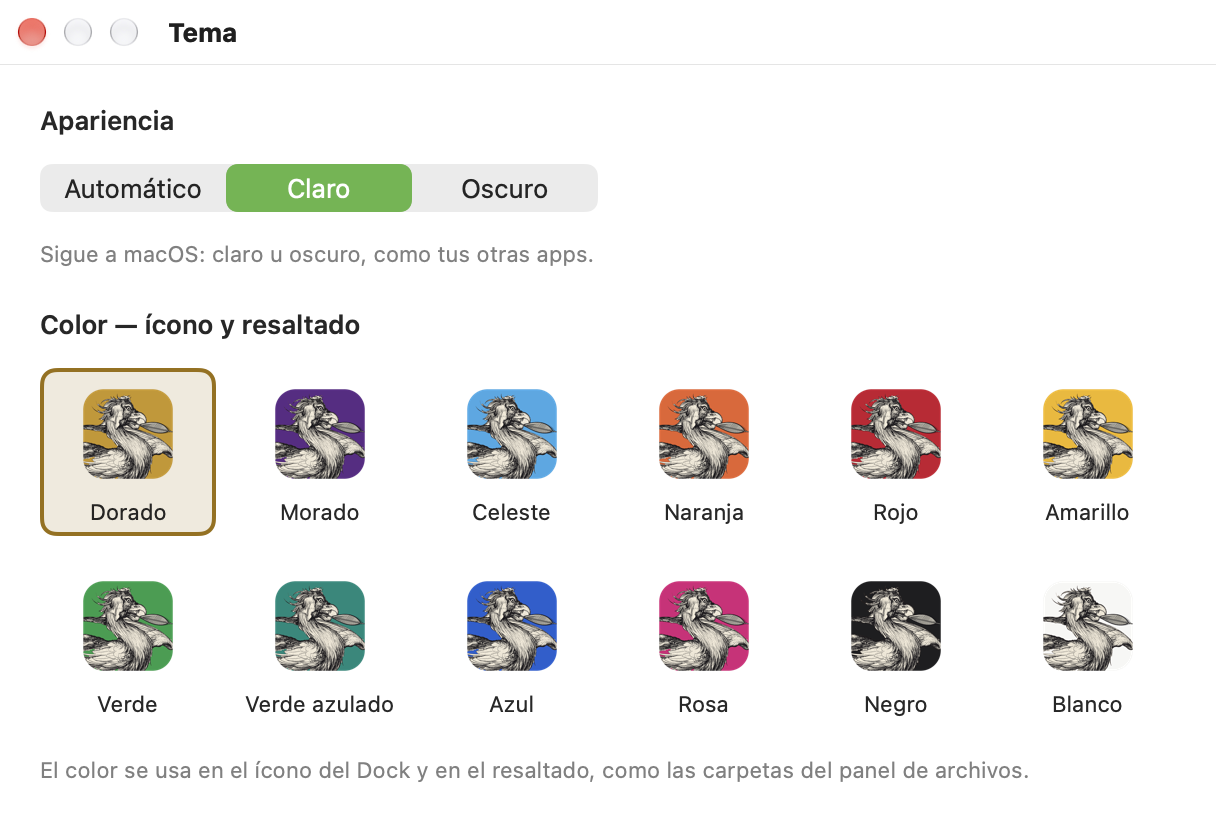 Tema
Apariencia
Automático Claro Oscuro
Sigue a macOS: claro u oscuro, como tus otras apps.
Color — ícono y resaltado
Dorado Morado Celeste Naranja Rojo Amarillo
Verde Verde azulado Azul Rosa Negro Blanco
El color se usa en el ícono del Dock y en el resaltado, como las carpetas del panel de archivos.